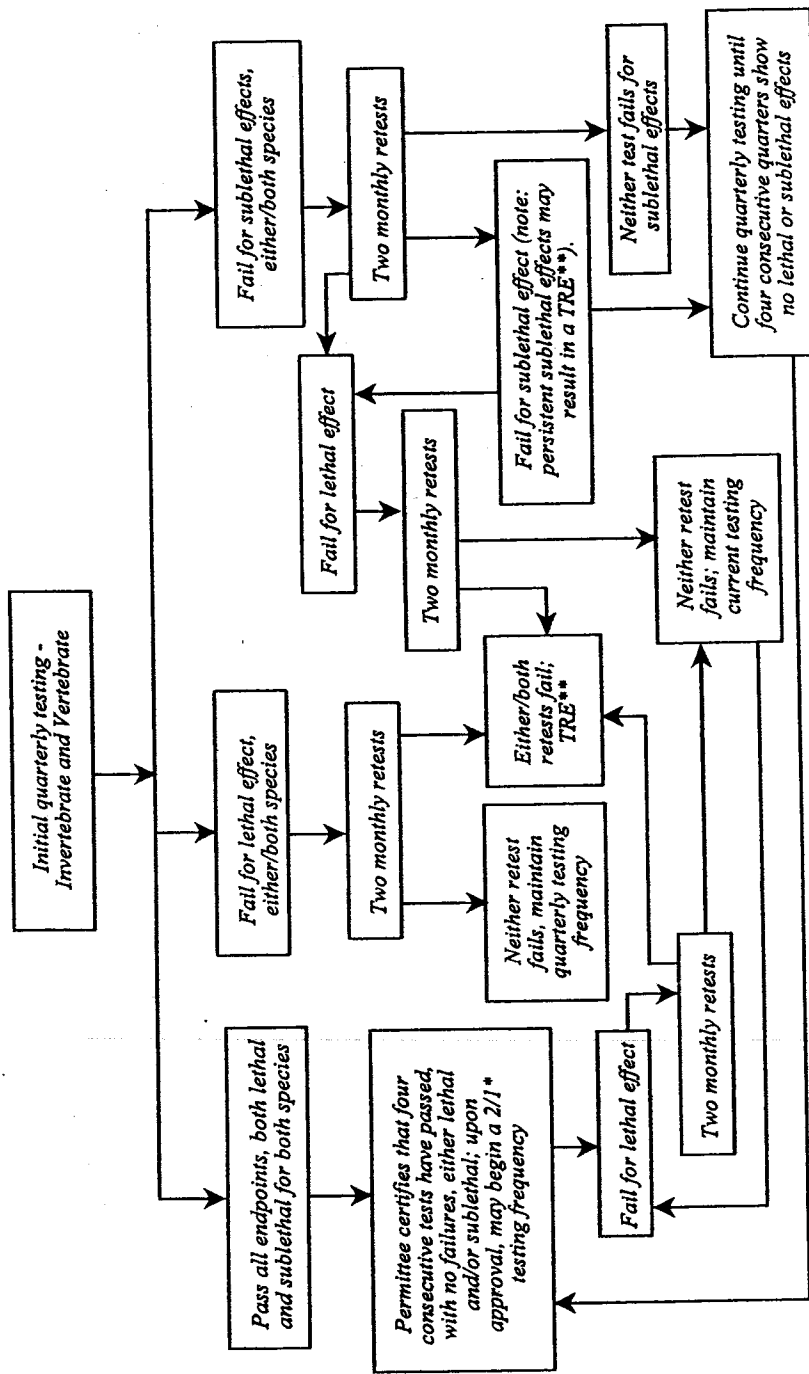 Initial quarterly testing -
Invertebrate and Vertebrate
Pass all endpoints, both lethal
and sublethal for both species
Fail for lethal effect,
either/both species
Fail for sublethal effects,
either/both species
Permittee certifies that four
consecutive tests have passed,
with no failures, either lethal
and/or sublethal; upon
approval, may begin a 2/1*
testing frequency
Two monthly retests
Fail for lethal effect
Two monthly retests
Neither retest
fails, maintain
quarterly testing
frequency
Either/both
retests fail;
TRE**
Two monthly retests
Fail for sublethal effect (note:
persistent sublethal effects may
result in a TRE**).
Neither test fails for
sublethal effects
Fail for lethal effect
Two monthly retests
Neither retest
fails; maintain
current testing
frequency
Continue quarterly testing until
four consecutive quarters show
no lethal or sublethal effects